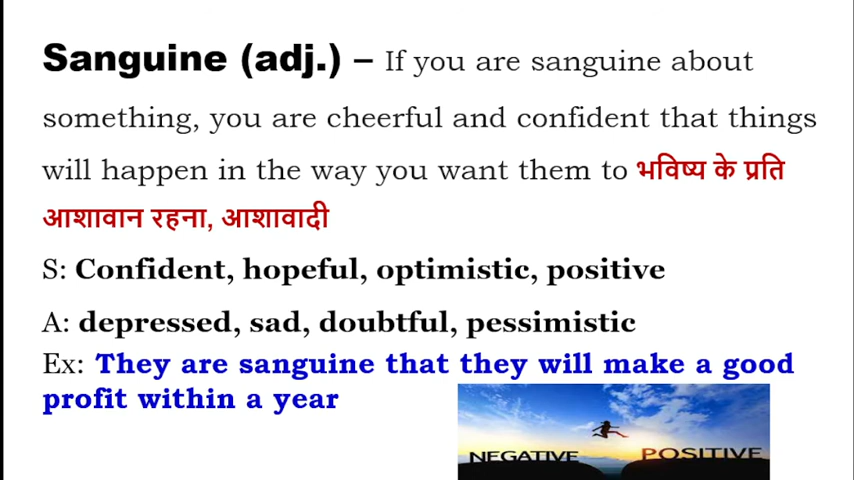 Sanguine (adj.) – If you are sanguine about
something, you are cheerful and confident that things
will happen in the way you want them to भविष्य के प्रति
आशावान रहना, आशावादी
S: Confident, hopeful, optimistic, positive
A: depressed, sad, doubtful, pessimistic
Ex: They are sanguine that they will make a good
profit within a year
NEGATIVE POSITIVE